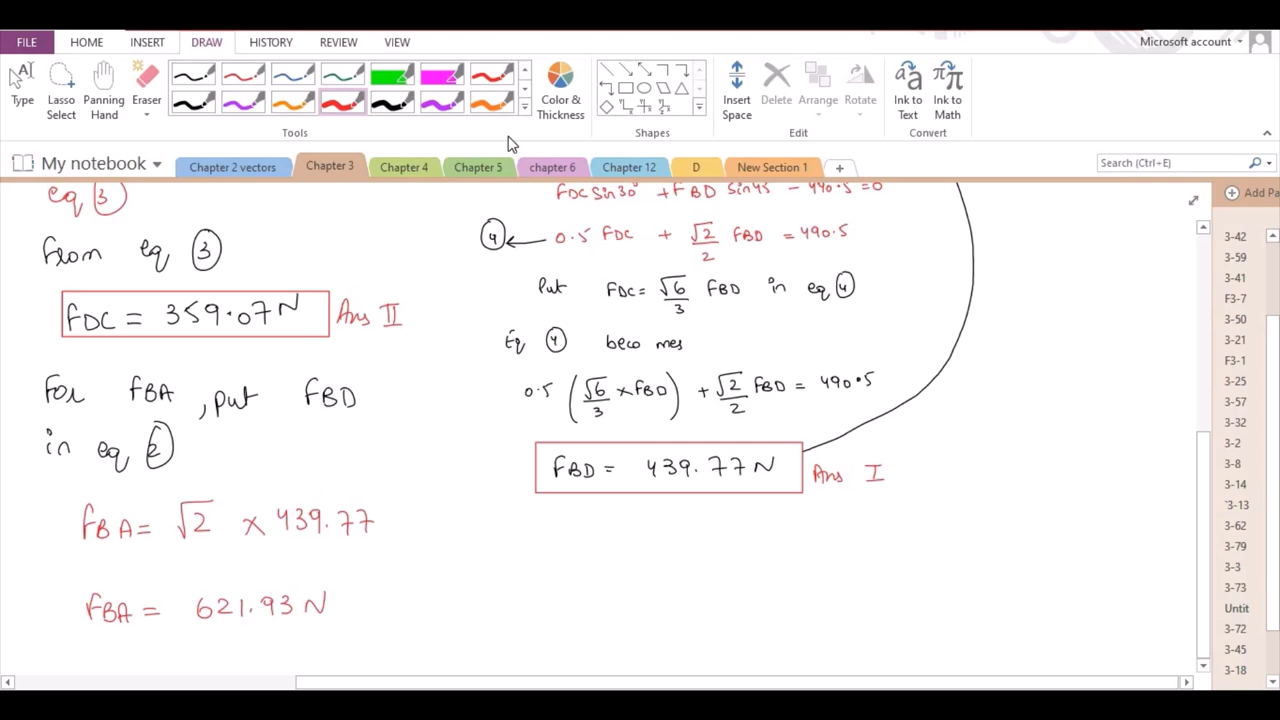 FILE HOME INSERT DRAW HISTORY REVIEW VIEW Microsoft account
Type Lasso Select Panning Hand Eraser Color & Thickness Insert Space Delete Arrange Rotate Ink to Text Ink to Math
Tools Shapes Edit Convert
My notebook Chapter 2 vectors Chapter 3 Chapter 4 Chapter 5 chapter 6 Chapter 12 D New Section 1 Search (Ctrl+E)
Add Pa
eq 3
from eq 3
FDC = 359.07 N Ans II
For FBA, put FBD
in eq 2
FBA = √2 × 439.77
FBA = 621.93 N
FDC Sin 30° + FBD Sin 45 - 490.5 = 0
4 ← 0.5 FDC + √2/2 FBD = 490.5
Put FDC = √6/3 FBD in eq 4
Eq 4 becomes
0.5 (√6/3 × FBD) + √2/2 FBD = 490.5
FBD = 439.77 N Ans I
3-42
3-59
3-41
F3-7
3-50
3-21
F3-1
3-25
3-57
3-32
3-2
3-8
3-14
`3-13
3-62
3-79
3-3
3-73
Untit
3-72
3-45
3-18